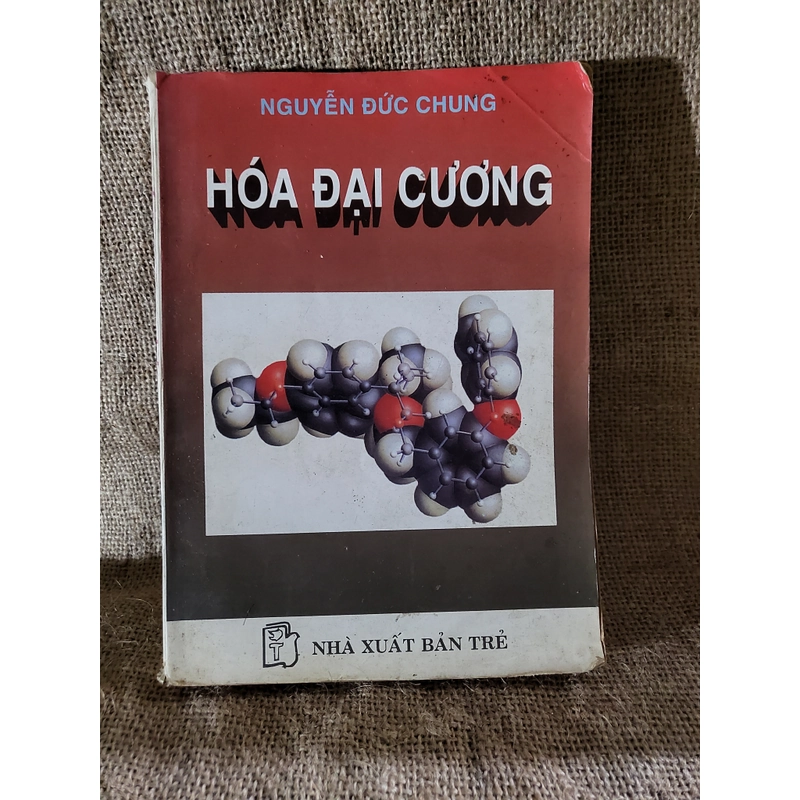 NGUYỄN ĐỨC CHUNG
HÓA ĐẠI CƯƠNG
T
NHÀ XUẤT BẢN TRẺ